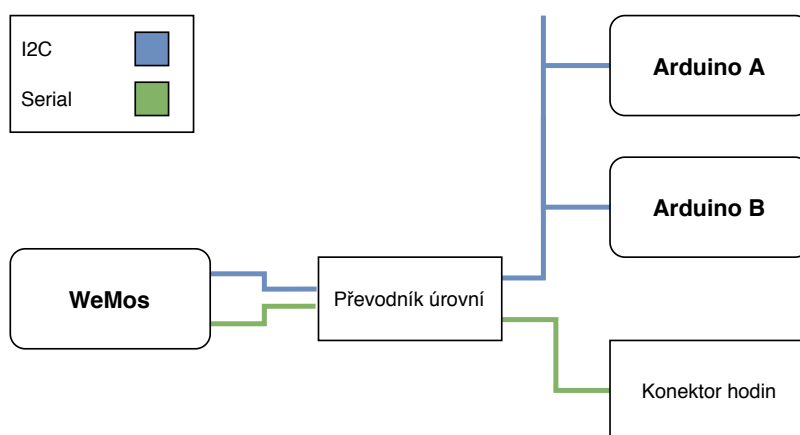 I2C
Serial
Arduino A
Arduino B
WeMos
Převodník úrovní
Konektor hodin